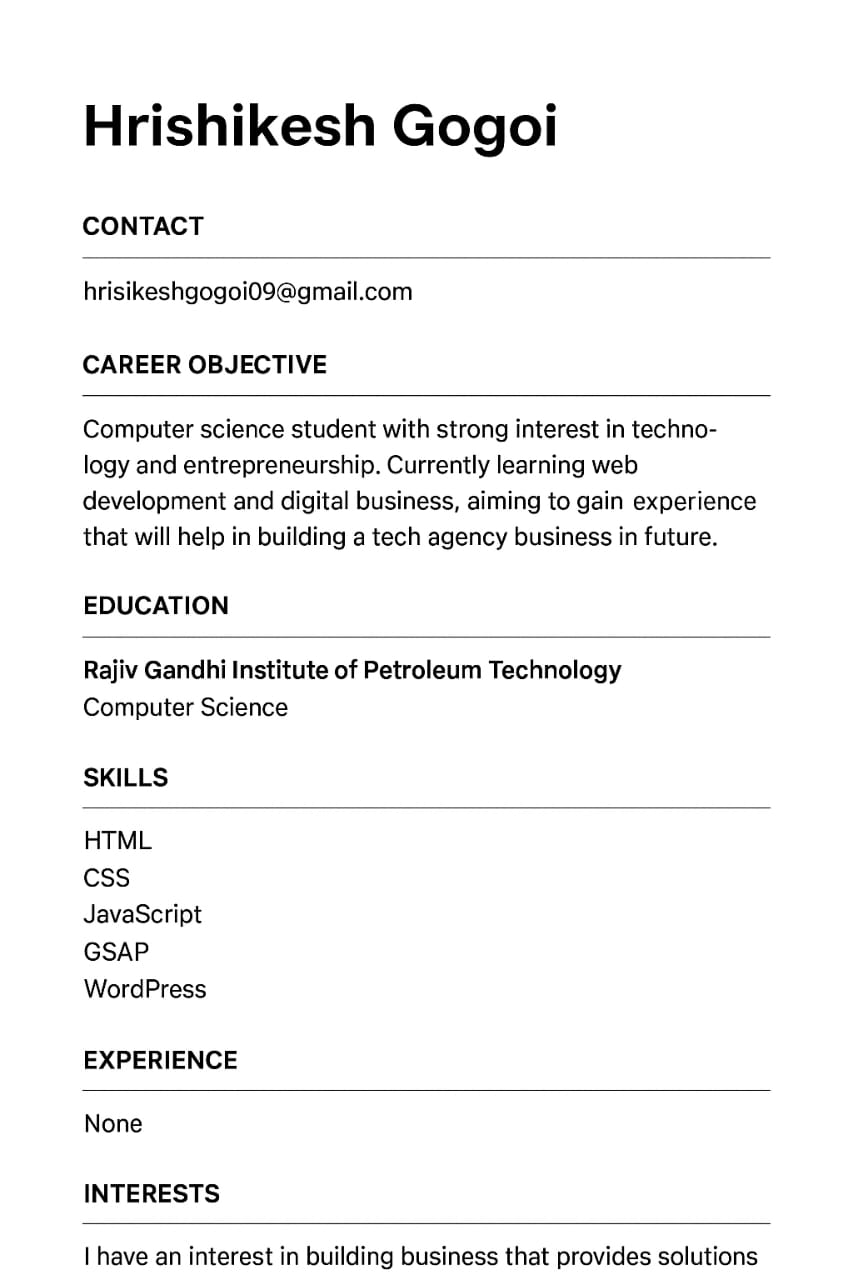 Hrishikesh Gogoi
CONTACT
hrisikeshgogoi09@gmail.com
CAREER OBJECTIVE
Computer science student with strong interest in techno-
logy and entrepreneurship. Currently learning web
development and digital business, aiming to gain experience
that will help in building a tech agency business in future.
EDUCATION
Rajiv Gandhi Institute of Petroleum Technology
Computer Science
SKILLS
HTML
CSS
JavaScript
GSAP
WordPress
EXPERIENCE
None
INTERESTS
I have an interest in building business that provides solutions